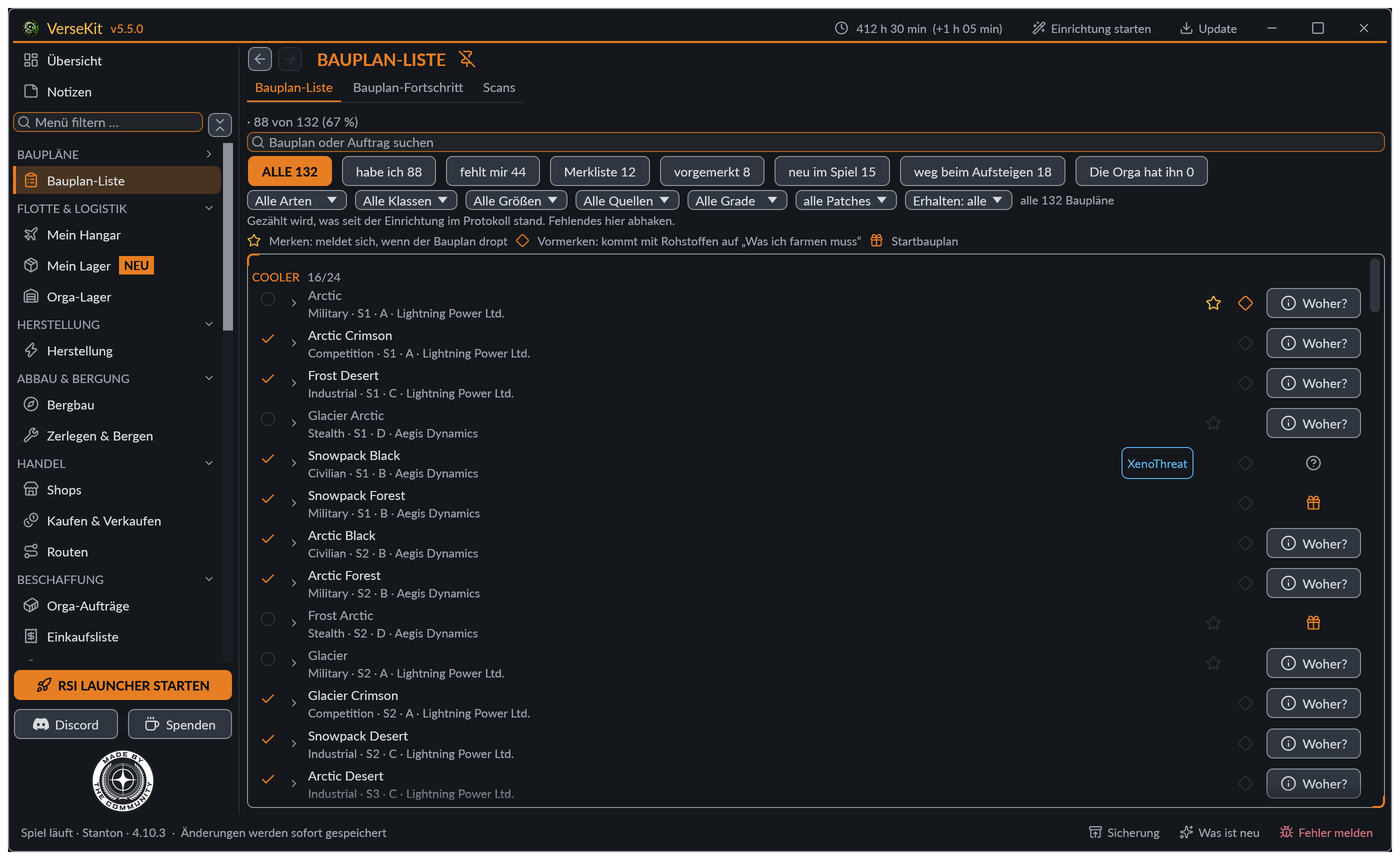 VerseKit v5.5.0
412 h 30 min (+1 h 05 min)
Einrichtung starten
Update
Übersicht
Notizen
Menü filtern ...
BAUPLÄNE
Bauplan-Liste
FLOTTE & LOGISTIK
Mein Hangar
Mein Lager NEU
Orga-Lager
HERSTELLUNG
Herstellung
ABBAU & BERGUNG
Bergbau
Zerlegen & Bergen
HANDEL
Shops
Kaufen & Verkaufen
Routen
BESCHAFFUNG
Orga-Aufträge
Einkaufsliste
RSI LAUNCHER STARTEN
Discord
Spenden
MADE BY
THE COMMUNITY
BAUPLAN-LISTE
Bauplan-Liste Bauplan-Fortschritt Scans
· 88 von 132 (67 %)
Bauplan oder Auftrag suchen
ALLE 132 habe ich 88 fehlt mir 44 Merkliste 12 vorgemerkt 8 neu im Spiel 15 weg beim Aufsteigen 18 Die Orga hat ihn 0
Alle Arten Alle Klassen Alle Größen Alle Quellen Alle Grade alle Patches Erhalten: alle alle 132 Baupläne
Gezählt wird, was seit der Einrichtung im Protokoll stand. Fehlendes hier abhaken.
Merken: meldet sich, wenn der Bauplan dropt Vormerken: kommt mit Rohstoffen auf „Was ich farmen muss“ Startbauplan
COOLER 16/24
Arctic
Military · S1 · A · Lightning Power Ltd.
Woher?
Arctic Crimson
Competition · S1 · A · Lightning Power Ltd.
Woher?
Frost Desert
Industrial · S1 · C · Lightning Power Ltd.
Woher?
Glacier Arctic
Stealth · S1 · D · Aegis Dynamics
Woher?
Snowpack Black
Civilian · S1 · B · Aegis Dynamics
XenoThreat
Snowpack Forest
Military · S1 · B · Aegis Dynamics
Arctic Black
Civilian · S2 · B · Aegis Dynamics
Woher?
Arctic Forest
Military · S2 · B · Aegis Dynamics
Woher?
Frost Arctic
Stealth · S2 · D · Aegis Dynamics
Glacier
Military · S2 · A · Lightning Power Ltd.
Woher?
Glacier Crimson
Competition · S2 · A · Lightning Power Ltd.
Woher?
Snowpack Desert
Industrial · S2 · C · Lightning Power Ltd.
Woher?
Arctic Desert
Industrial · S3 · C · Lightning Power Ltd.
Woher?
Spiel läuft · Stanton · 4.10.3 · Änderungen werden sofort gespeichert
Sicherung
Was ist neu
Fehler melden